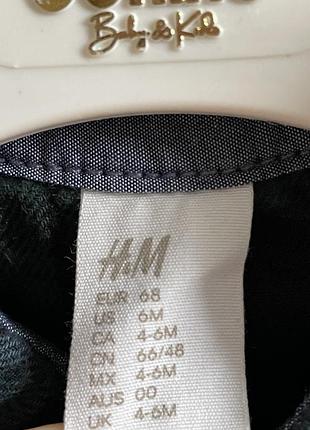 Baby & Kids
H&M
EUR 68
US 6M
CA 4-6M
CN 66/48
MX 4-6M
AUS 00
UK 4-6M